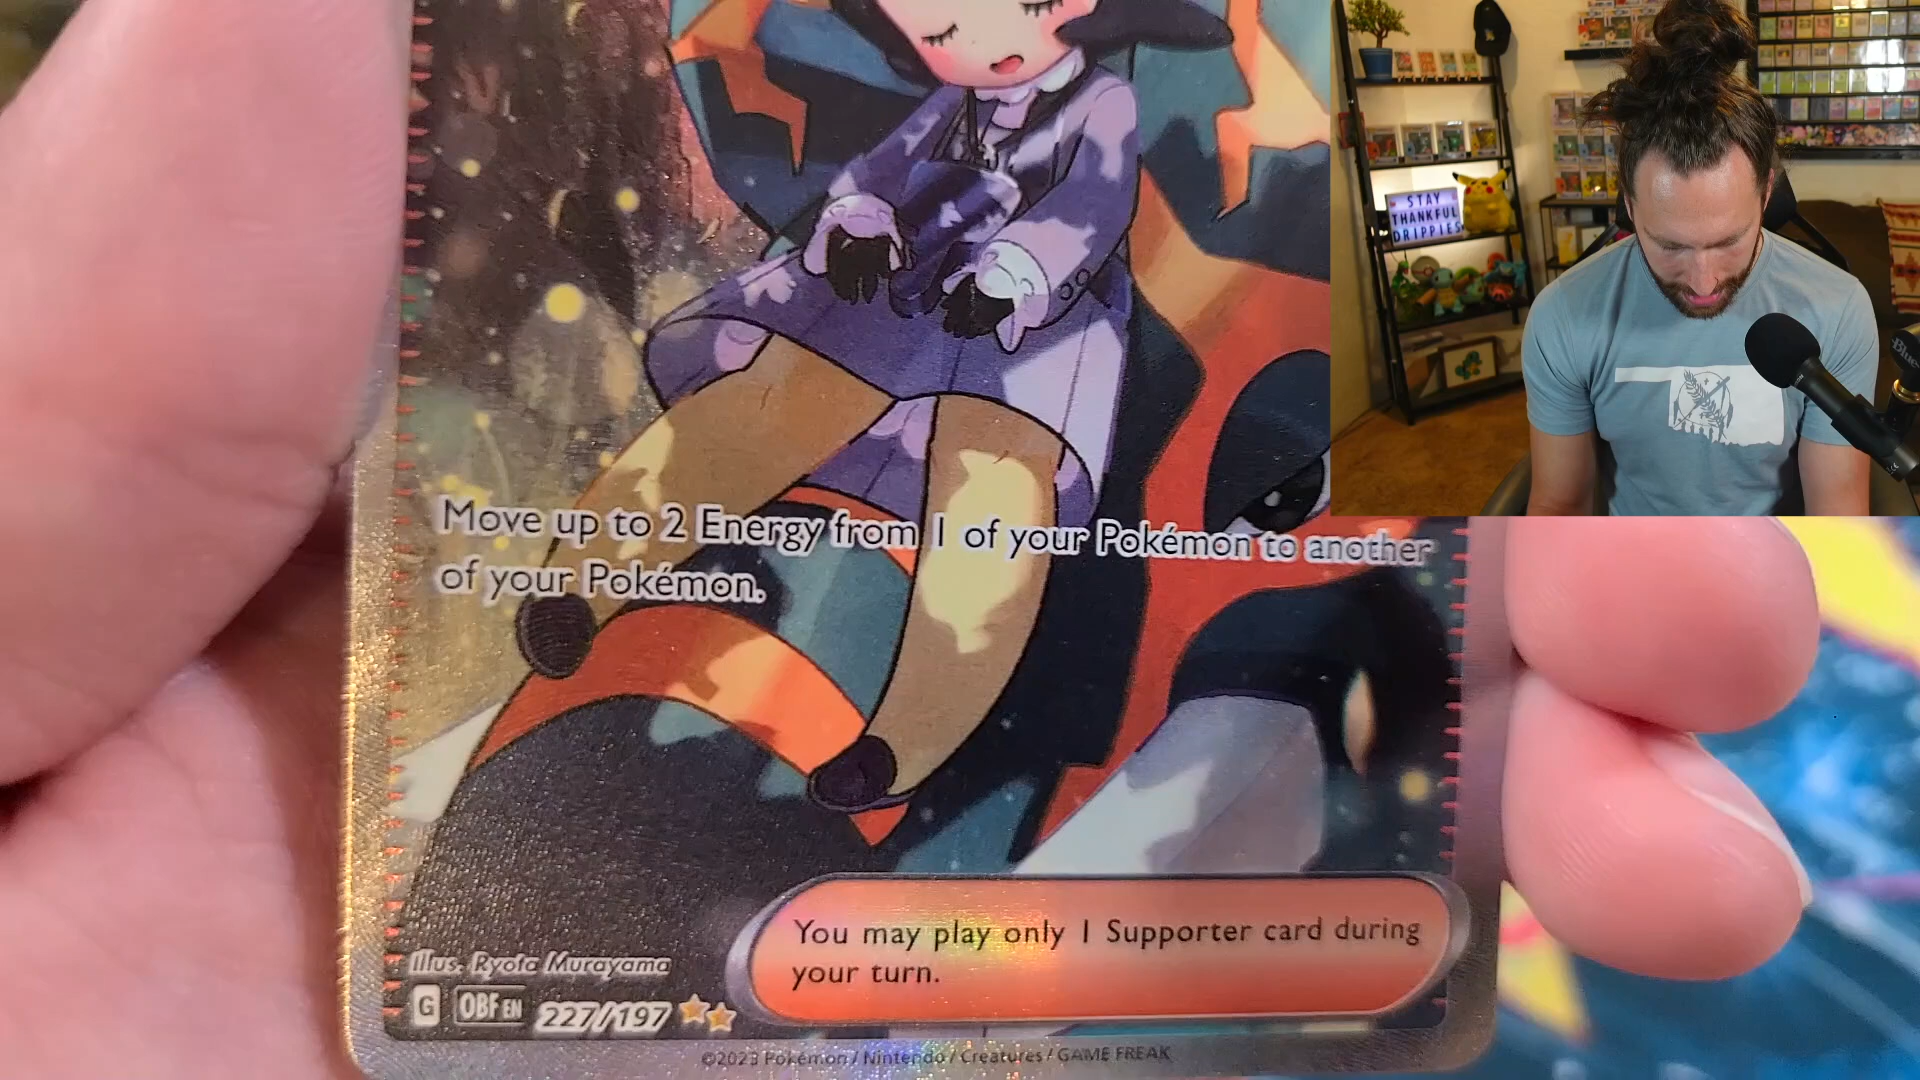 STAY
THANKFUL
DRIPPIES
Move up to 2 Energy from 1 of your Pokémon to another
of your Pokémon.
You may play only 1 Supporter card during
your turn.
Illus. Ryota Murayama
G OBF EN 227/197
©2023 Pokémon / Nintendo / Creatures / GAME FREAK
Blue